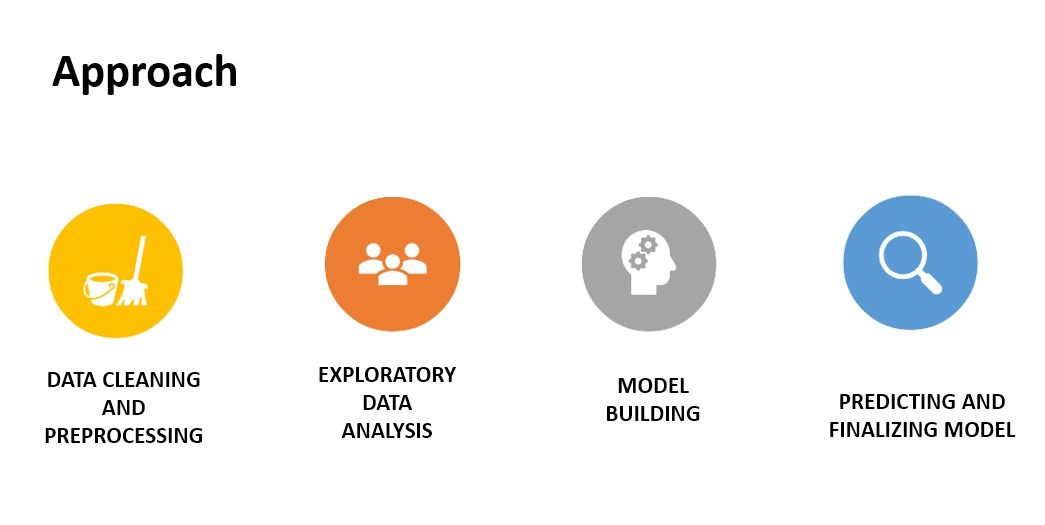 Approach
DATA CLEANING
AND
PREPROCESSING
EXPLORATORY
DATA
ANALYSIS
MODEL
BUILDING
PREDICTING AND
FINALIZING MODEL